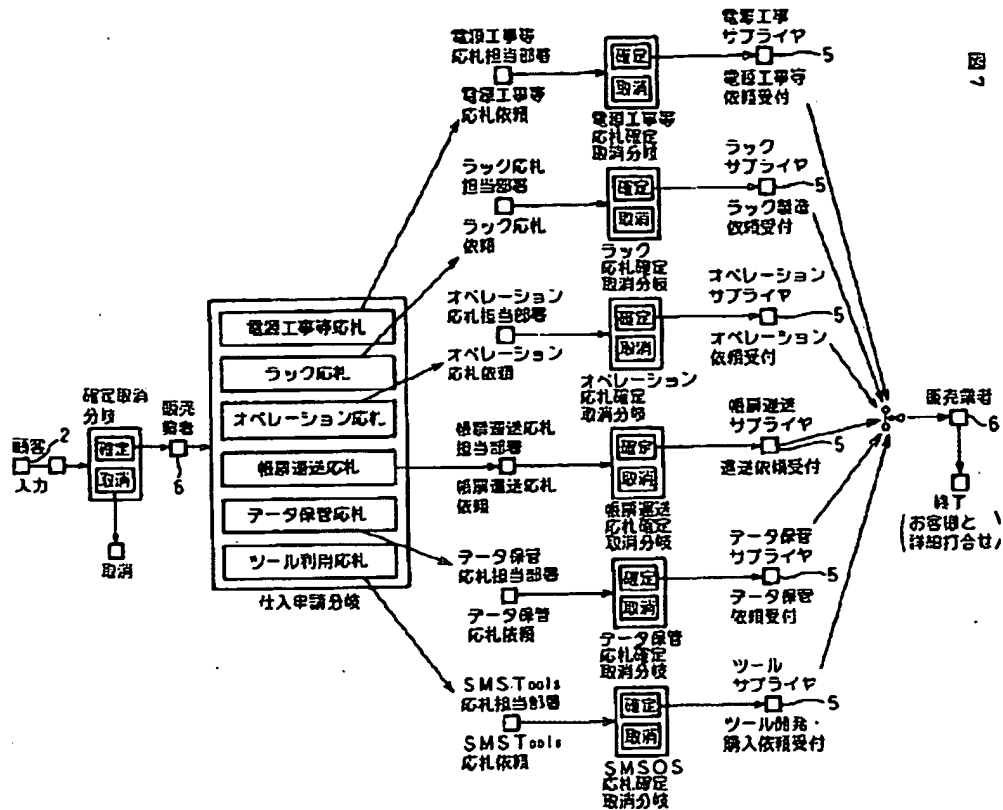 図7
顧客
2
入力
確定取消
分岐
確定
取消
取消
販売
業者
6
電源工事等応札
ラック応札
オペレーション応札
帳票運送応札
データ保管応札
ツール利用応札
仕入申請分岐
電源工事等
応札担当部署
電源工事等
応札依頼
確定
取消
電源工事等
応札確定
取消分岐
電源工事
サプライヤ
5
電源工事等
依頼受付
ラック応札
担当部署
ラック応札
依頼
確定
取消
ラック
応札確定
取消分岐
ラック
サプライヤ
5
ラック製造
依頼受付
オペレーション
応札担当部署
オペレーション
応札依頼
確定
取消
オペレーション
応札確定
取消分岐
オペレーション
サプライヤ
5
オペレーション
依頼受付
帳票運送応札
担当部署
帳票運送応札
依頼
確定
取消
帳票運送
応札確定
取消分岐
帳票運送
サプライヤ
5
運送依頼受付
データ保管
応札担当部署
データ保管
応札依頼
確定
取消
データ保管
応札確定
取消分岐
データ保管
サプライヤ
5
データ保管
依頼受付
SMSTools
応札担当部署
SMSTools
応札依頼
確定
取消
SMSOS
応札確定
取消分岐
ツール
サプライヤ
5
ツール開発・
購入依頼受付
販売業者
6
終了
(お客様と
詳細打合せ)